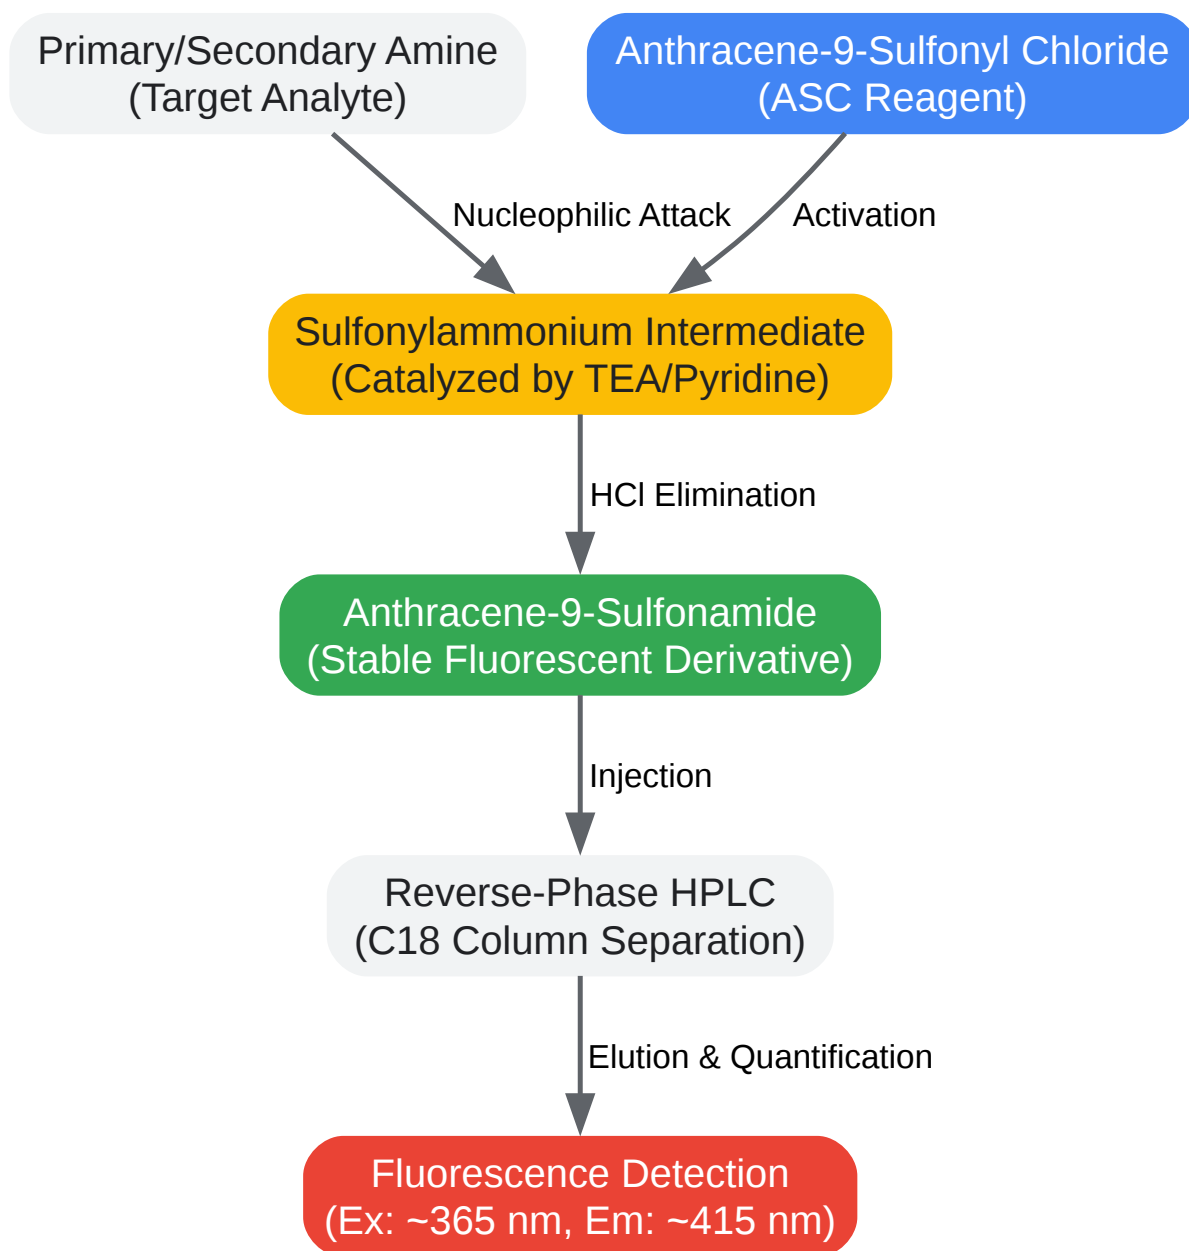 Primary/Secondary Amine
(Target Analyte)
Anthracene-9-Sulfonyl Chloride
(ASC Reagent)
Nucleophilic Attack
Activation
Sulfonylammonium Intermediate
(Catalyzed by TEA/Pyridine)
HCl Elimination
Anthracene-9-Sulfonamide
(Stable Fluorescent Derivative)
Injection
Reverse-Phase HPLC
(C18 Column Separation)
Elution & Quantification
Fluorescence Detection
(Ex: ~365 nm, Em: ~415 nm)